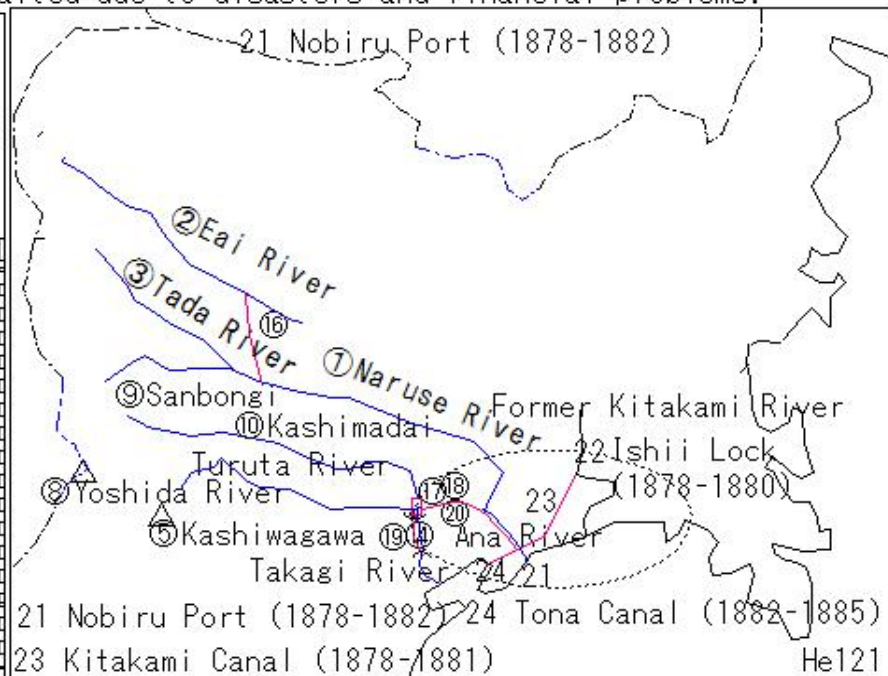 21 Nobiru Port (1878-1882)
②Eai River
③Tada River
⑯
①Naruse River
⑨Sanbongi
Former Kitakami River
⑩Kashimadai
22 Ishii Lock
(1878-1880)
Turuta River
⑧Yoshida River
⑰⑱
23
⑤Kashiwagawa
⑲⑭
⑳
Ana River
Takagi River
24
21
21 Nobiru Port (1878-1882)
24 Tona Canal (1882-1885)
23 Kitakami Canal (1878-1881)
He121